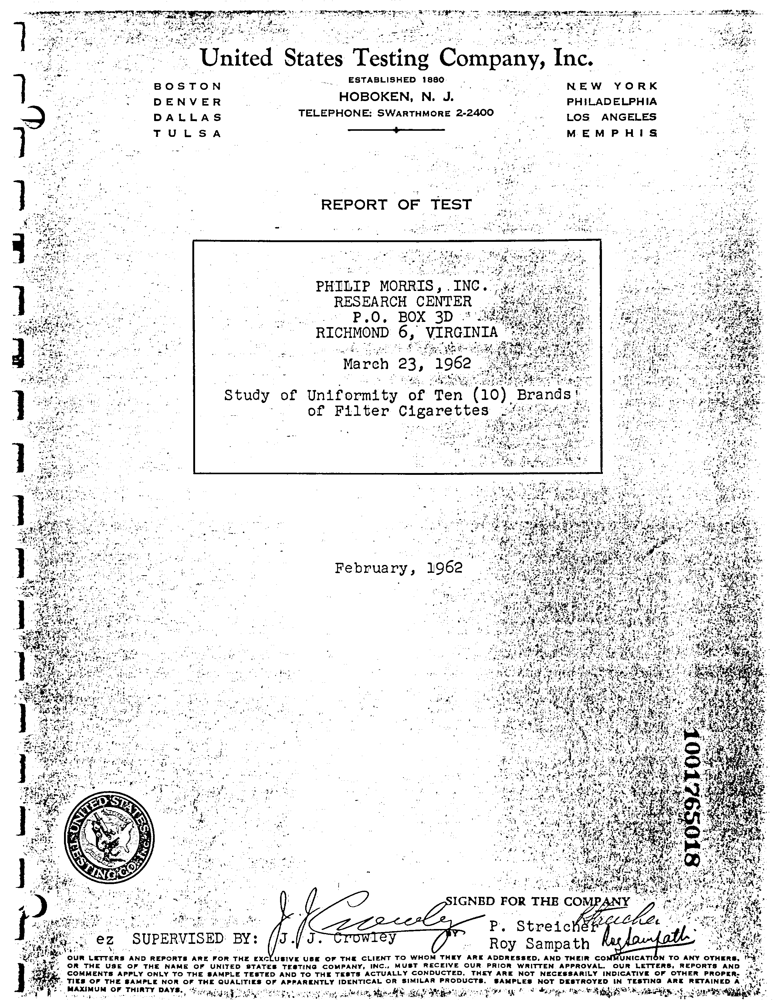 United States Testing Company, Inc.
ESTABLISHED 1880
HOBOKEN, N. J.
TELEPHONE: SWARTHMORE 2-2400
BOSTON
DENVER
DALLAS
TULSA
NEW YORK
PHILADELPHIA
LOS ANGELES
MEMPHIS
REPORT OF TEST
PHILIP MORRIS, INC.
RESEARCH CENTER
P.O. BOX 3D
RICHMOND 6, VIRGINIA
March 23, 1962
Study of Uniformity of Ten (10) Brands
of Filter Cigarettes
February, 1962
1001765018
UNITED STATES TESTING CO. INC.
SIGNED FOR THE COMPANY
J. J. Crowley
P. Streicher
ez SUPERVISED BY: J. J. Crowley
Roy Sampath Roy Sampath
OUR LETTERS AND REPORTS ARE FOR THE EXCLUSIVE USE OF THE CLIENT TO WHOM THEY ARE ADDRESSED, AND THEIR COMMUNICATION TO ANY OTHERS,
OR THE USE OF THE NAME OF UNITED STATES TESTING COMPANY, INC., MUST RECEIVE OUR PRIOR WRITTEN APPROVAL. OUR LETTERS, REPORTS AND
COMMENTS APPLY ONLY TO THE SAMPLE TESTED AND TO THE TESTS ACTUALLY CONDUCTED. THEY ARE NOT NECESSARILY INDICATIVE OF OTHER PROPER-
TIES OF THE SAMPLE NOR OF THE QUALITIES OF APPARENTLY IDENTICAL OR SIMILAR PRODUCTS. SAMPLES NOT DESTROYED IN TESTING ARE RETAINED A
MAXIMUM OF THIRTY DAYS.